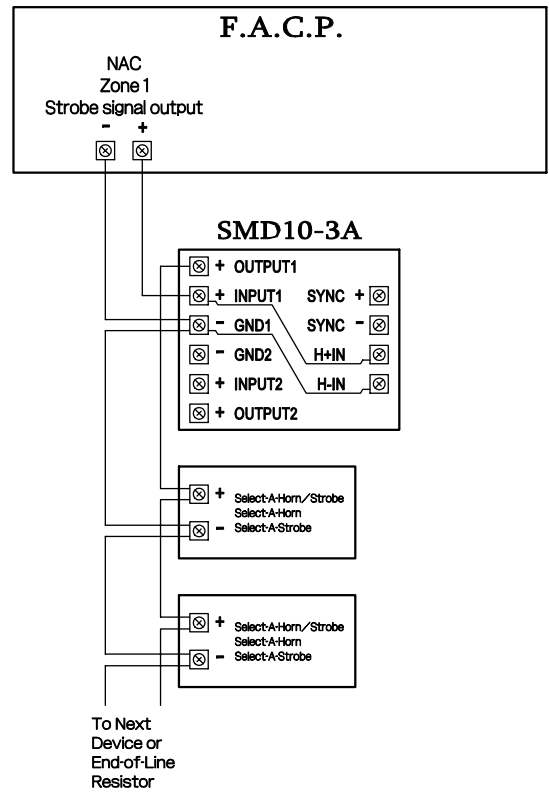 F.A.C.P.
NAC
Zone 1
Strobe signal output
- +
SMD10-3A
+ OUTPUT1
+ INPUT1 SYNC +
- GND1 SYNC -
- GND2 H+IN
+ INPUT2 H-IN
+ OUTPUT2
+ Select-A-Horn/Strobe
Select-A-Horn
- Select-A-Strobe
+ Select-A-Horn/Strobe
Select-A-Horn
- Select-A-Strobe
To Next
Device or
End-of-Line
Resistor